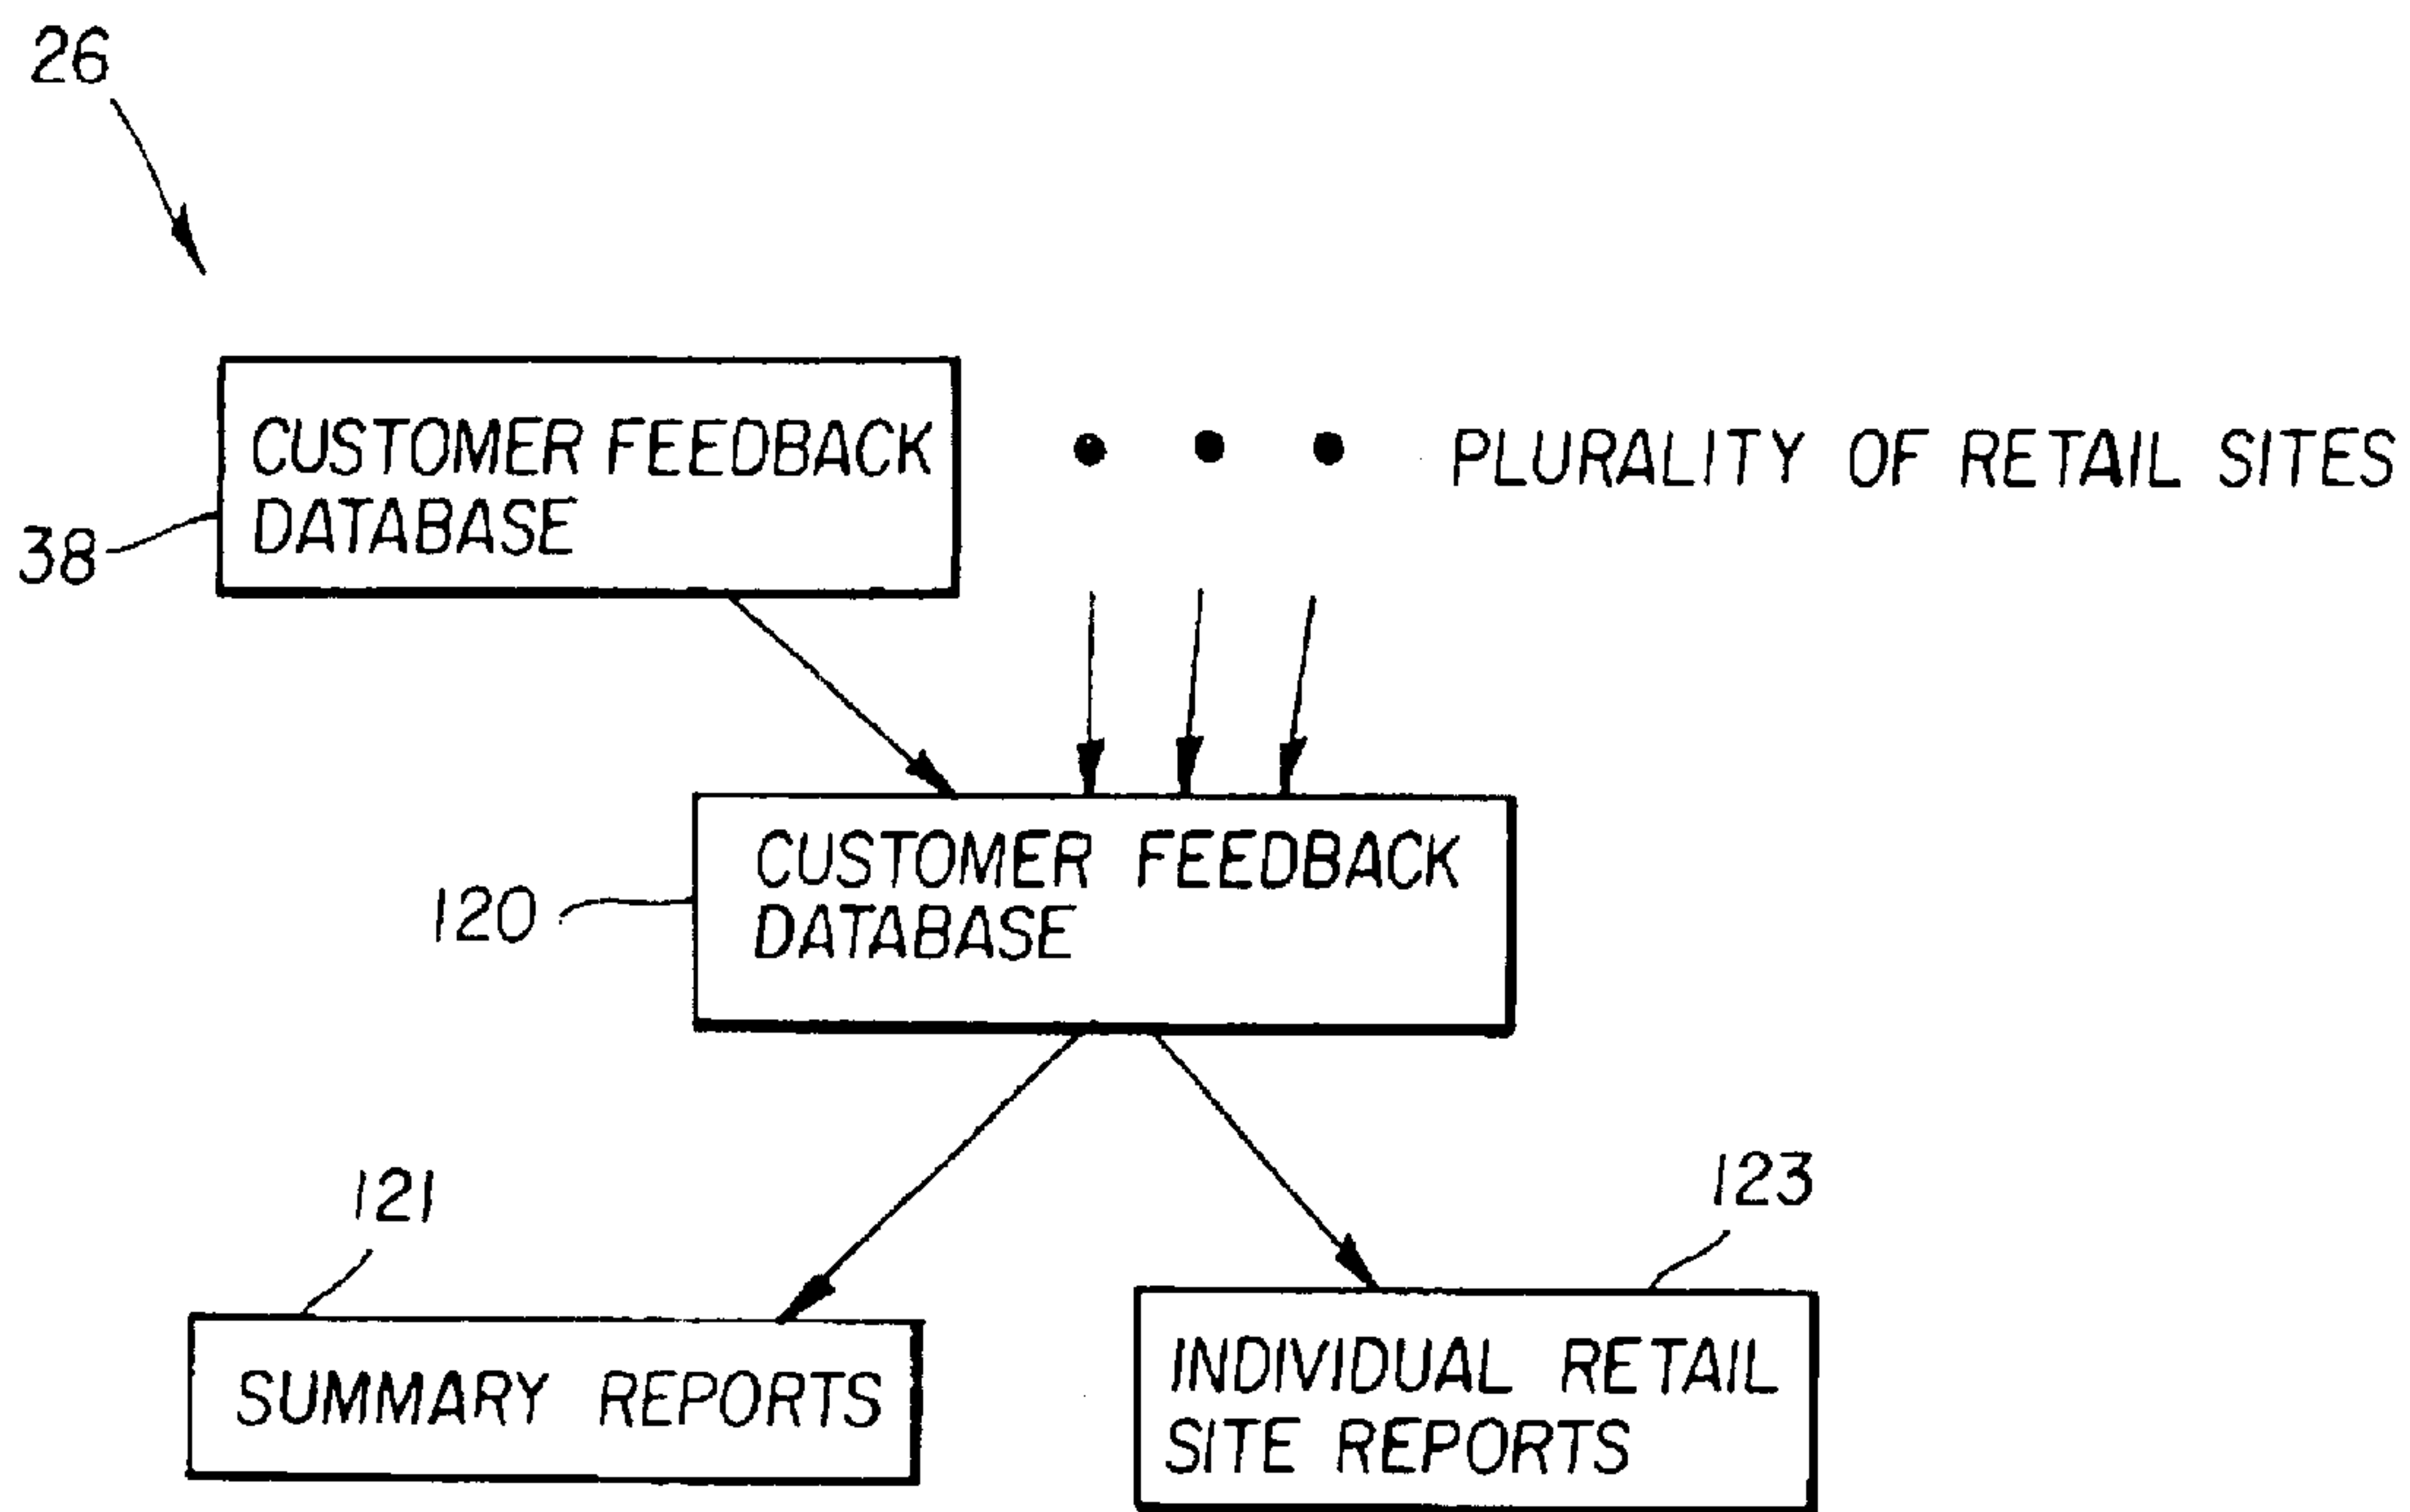 26
CUSTOMER FEEDBACK
DATABASE
PLURALITY OF RETAIL SITES
38
CUSTOMER FEEDBACK
DATABASE
120
121
123
SUMMARY REPORTS
INDIVIDUAL RETAIL
SITE REPORTS